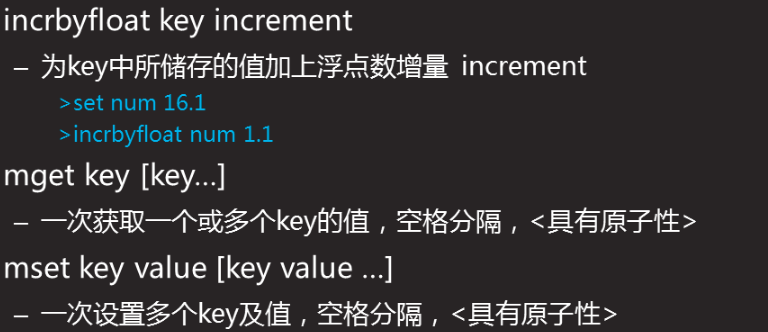 incrbyfloat key increment
– 为key中所储存的值加上浮点数增量 increment
>set num 16.1
>incrbyfloat num 1.1
mget key [key…]
– 一次获取一个或多个key的值，空格分隔，<具有原子性>
mset key value [key value …]
– 一次设置多个key及值，空格分隔，<具有原子性>